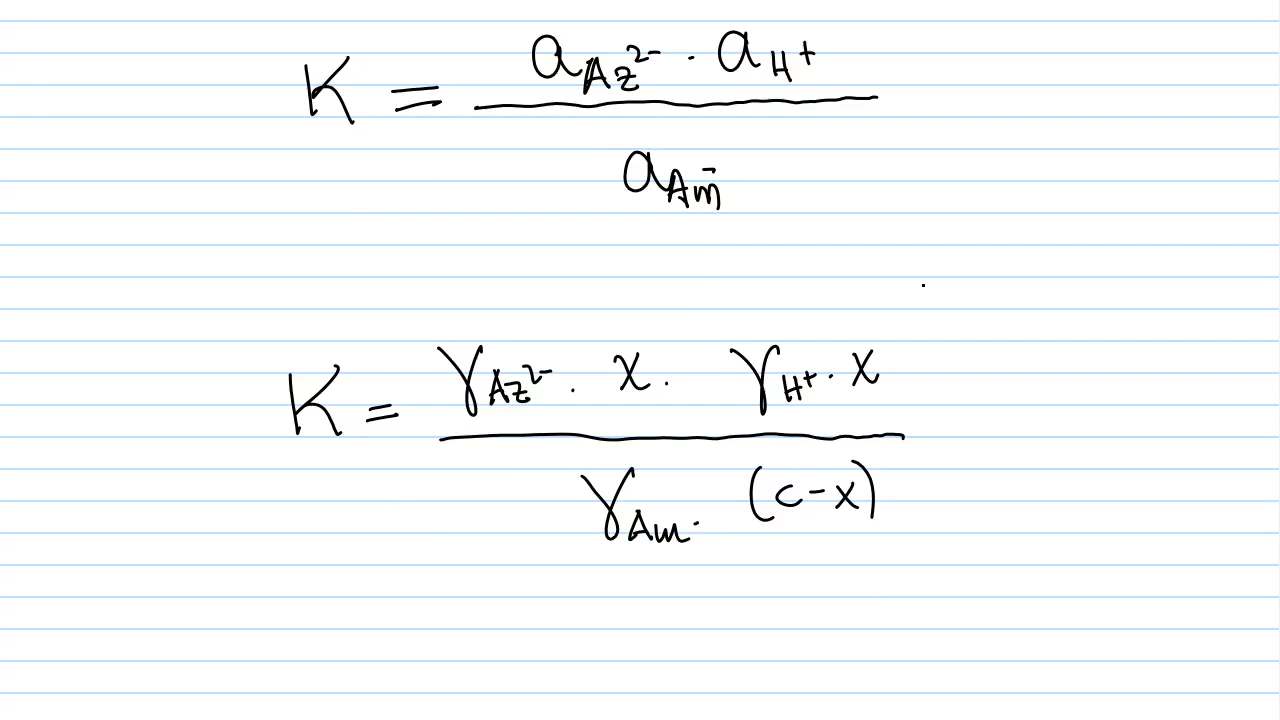 K = a_{Az^{2-}} · a_{H^+} / a_{Am^-}
K = γ_{Az^{2-}} · x · γ_{H^+} · x / γ_{Am} · (c-x)